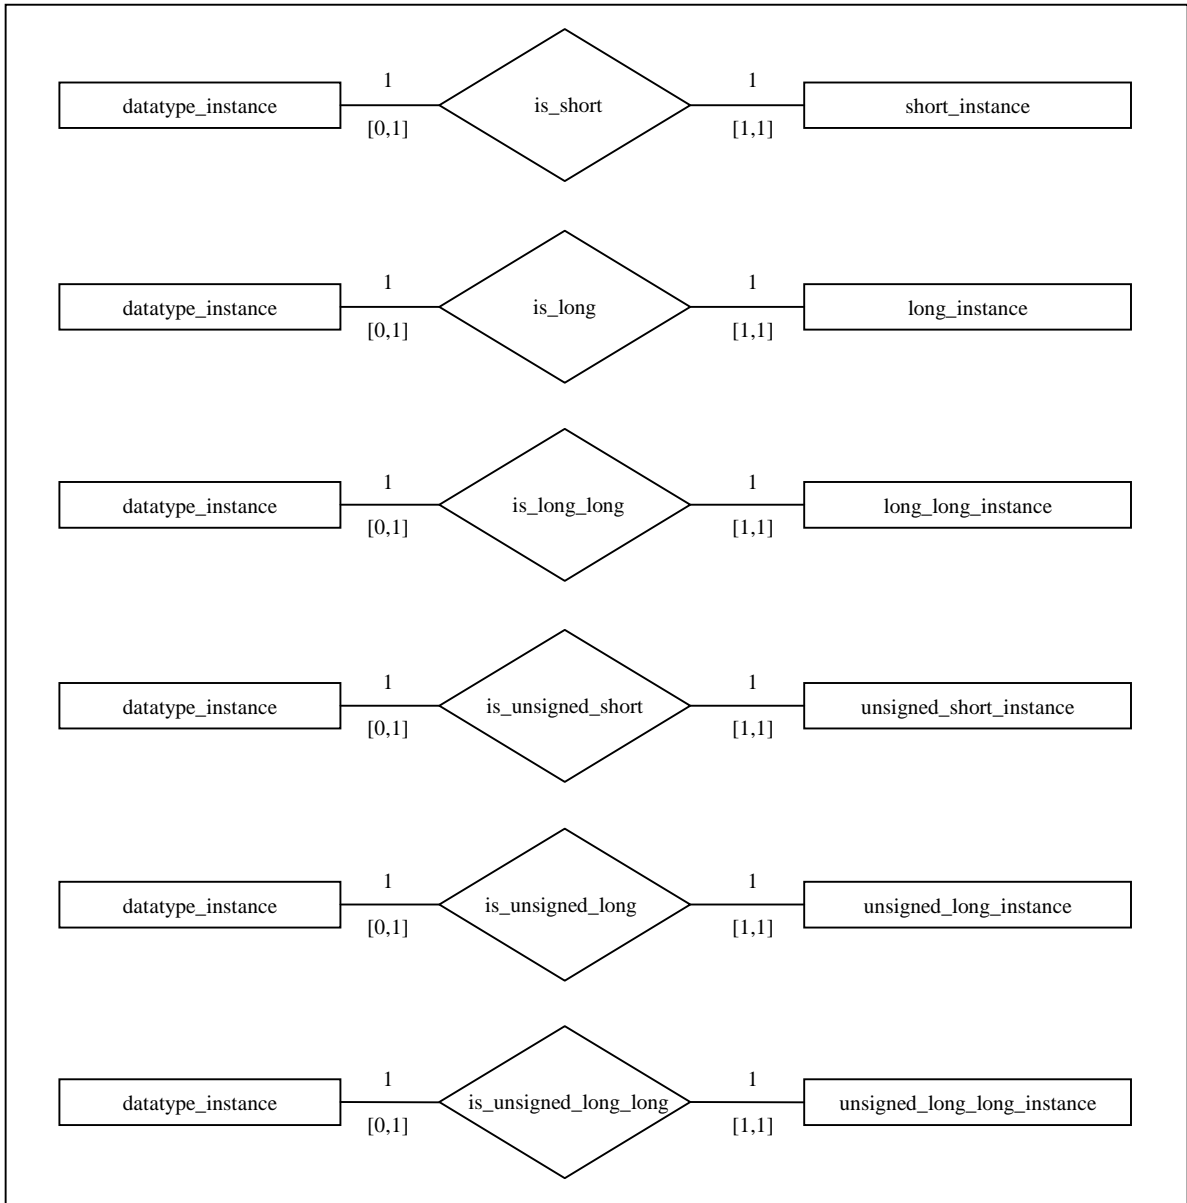 1 1
datatype_instance is_short short_instance
[0,1] [1,1]
1 1
datatype_instance is_long long_instance
[0,1] [1,1]
1 1
datatype_instance is_long_long long_long_instance
[0,1] [1,1]
1 1
datatype_instance is_unsigned_short unsigned_short_instance
[0,1] [1,1]
1 1
datatype_instance is_unsigned_long unsigned_long_instance
[0,1] [1,1]
1 1
datatype_instance is_unsigned_long_long unsigned_long_long_instance
[0,1] [1,1]